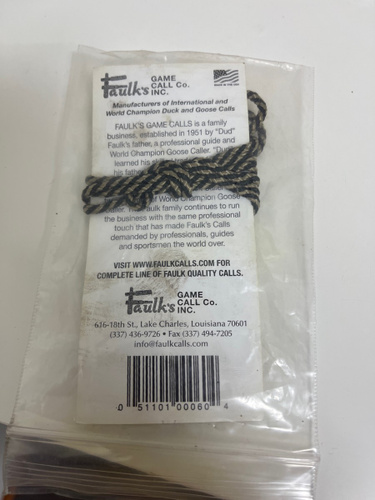 Faulk's GAME
CALL Co.
INC.
MADE IN THE USA
Manufacturers of International and
World Champion Duck and Goose Calls
FAULK'S GAME CALLS is a family
business, established in 1951 by "Dud"
Faulk's father, a professional guide and
World Champion Goose Caller. "D
learned his
his fathe
of World Champion Goose
Caller. The Faulk family continues to run
the business with the same professional
touch that has made Faulk's Calls
demanded by professionals, guides
and sportsmen the world over.
VISIT WWW.FAULKCALLS.COM FOR
COMPLETE LINE OF FAULK QUALITY CALLS.
Faulk's GAME
CALL Co.
INC.
616-18th St., Lake Charles, Louisiana 70601
(337) 436-9726 • Fax (337) 494-7205
info@faulkcalls.com
0 51101 00060 4